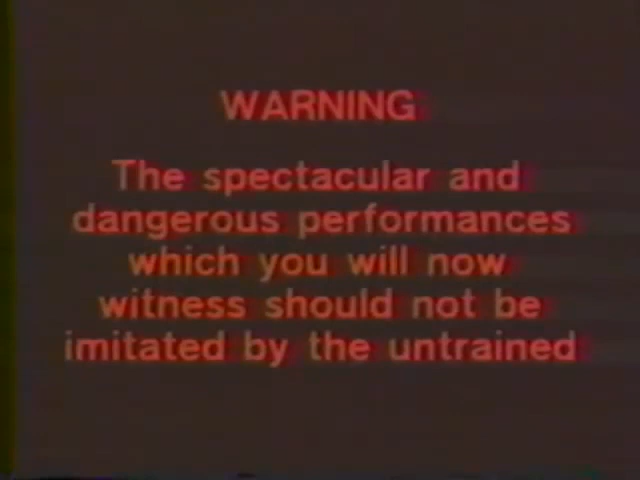 WARNING
The spectacular and
dangerous performances
which you will now
witness should not be
imitated by the untrained